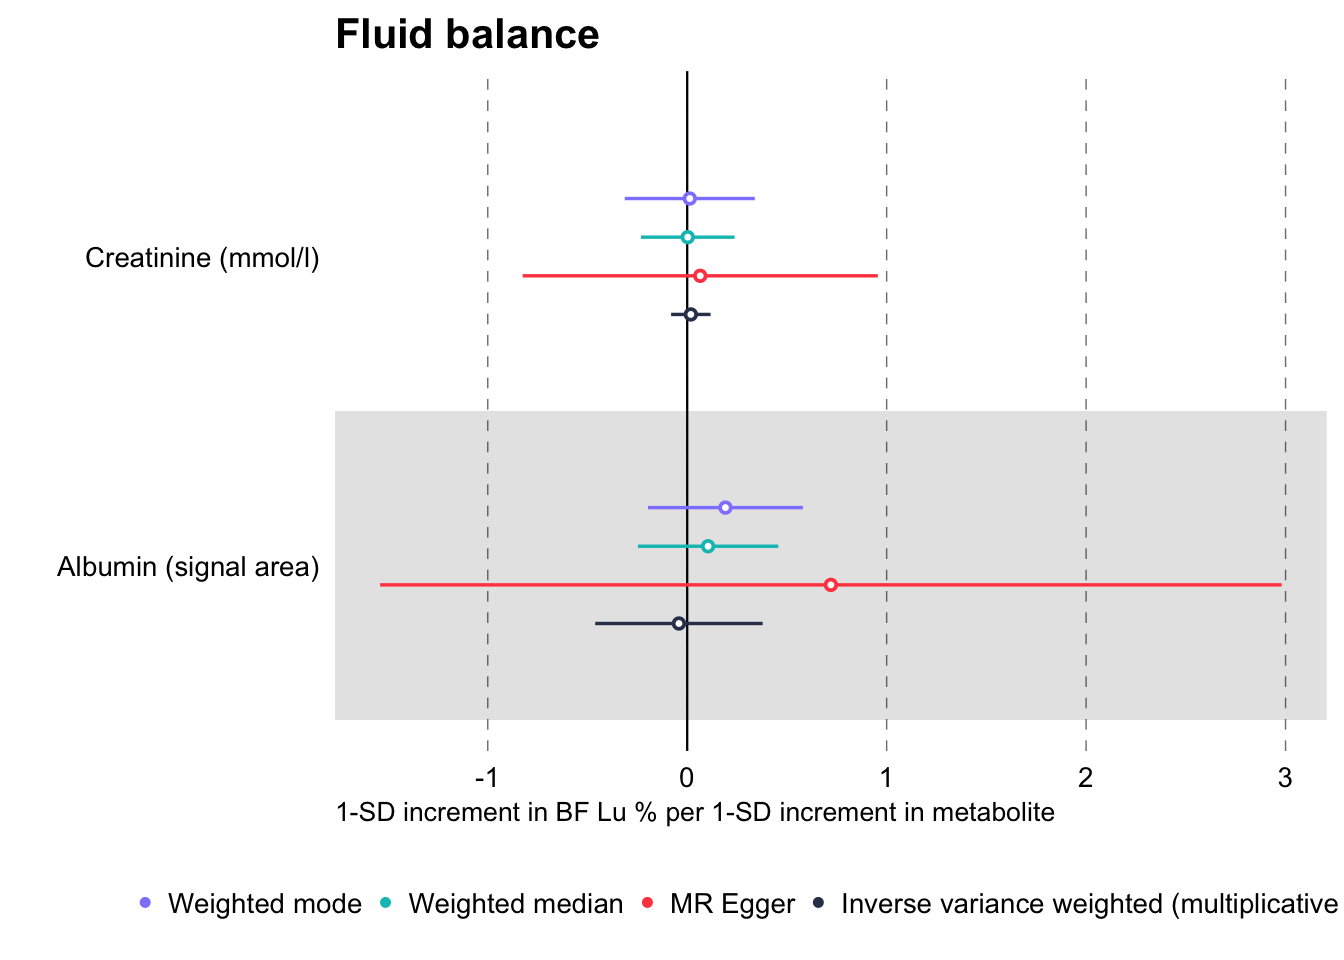 Fluid balance
Creatinine (mmol/l)
Albumin (signal area)
-1 0 1 2 3
1-SD increment in BF Lu % per 1-SD increment in metabolite
Weighted mode Weighted median MR Egger Inverse variance weighted (multiplicative